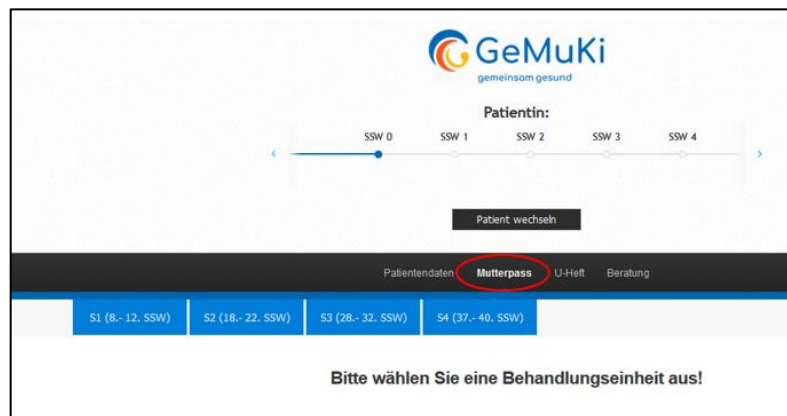 GeMuKi
gemeinsam gesund
Patientin:
SSW 0 SSW 1 SSW 2 SSW 3 SSW 4
Patient wechseln
Patientendaten Mutterpass U-Heft Beratung
S1 (8.- 12. SSW) S2 (18.- 22. SSW) S3 (28.- 32. SSW) S4 (37.- 40. SSW)
Bitte wählen Sie eine Behandlungseinheit aus!